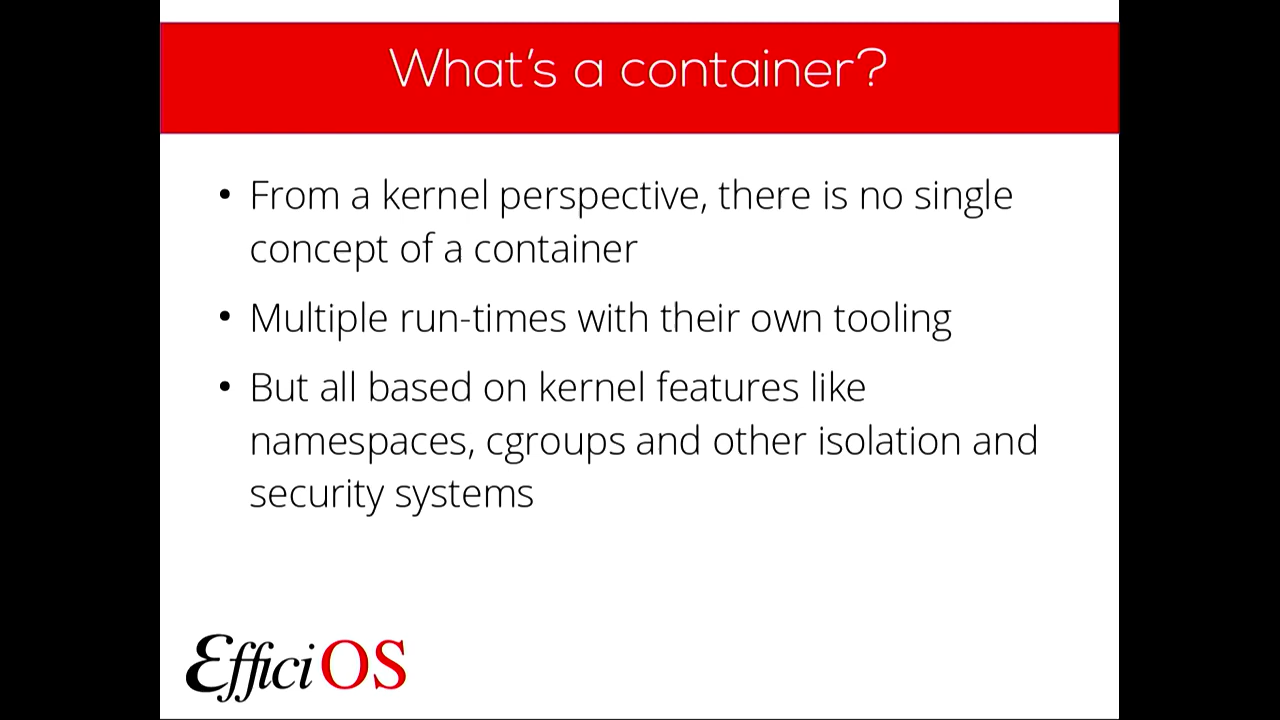 What's a container?
• From a kernel perspective, there is no single
concept of a container
• Multiple run-times with their own tooling
• But all based on kernel features like
namespaces, cgroups and other isolation and
security systems
EfficiOS